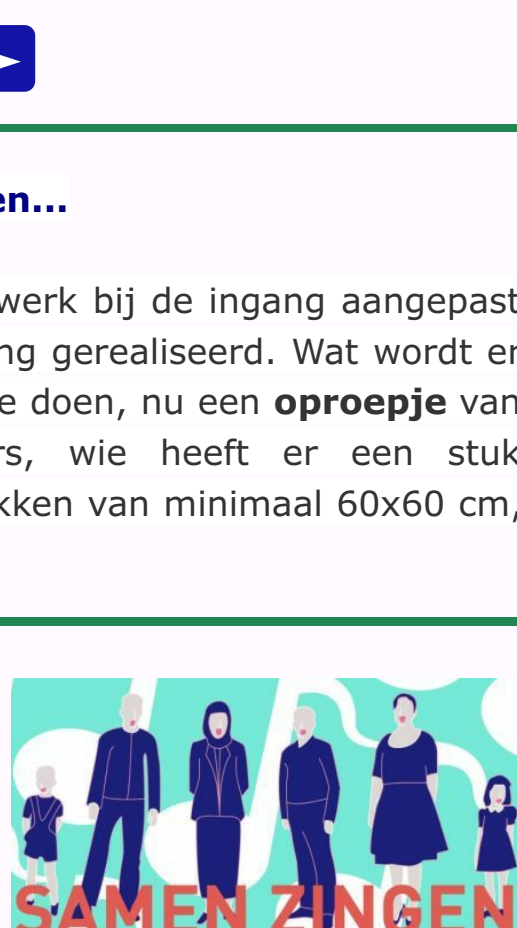 en...
werk bij de ingang aangepast
ng gerealiseerd. Wat wordt er
e doen, nu een oproepje van
rs, wie heeft er een stuk
kken van minimaal 60x60 cm,
SAMEN ZINGEN